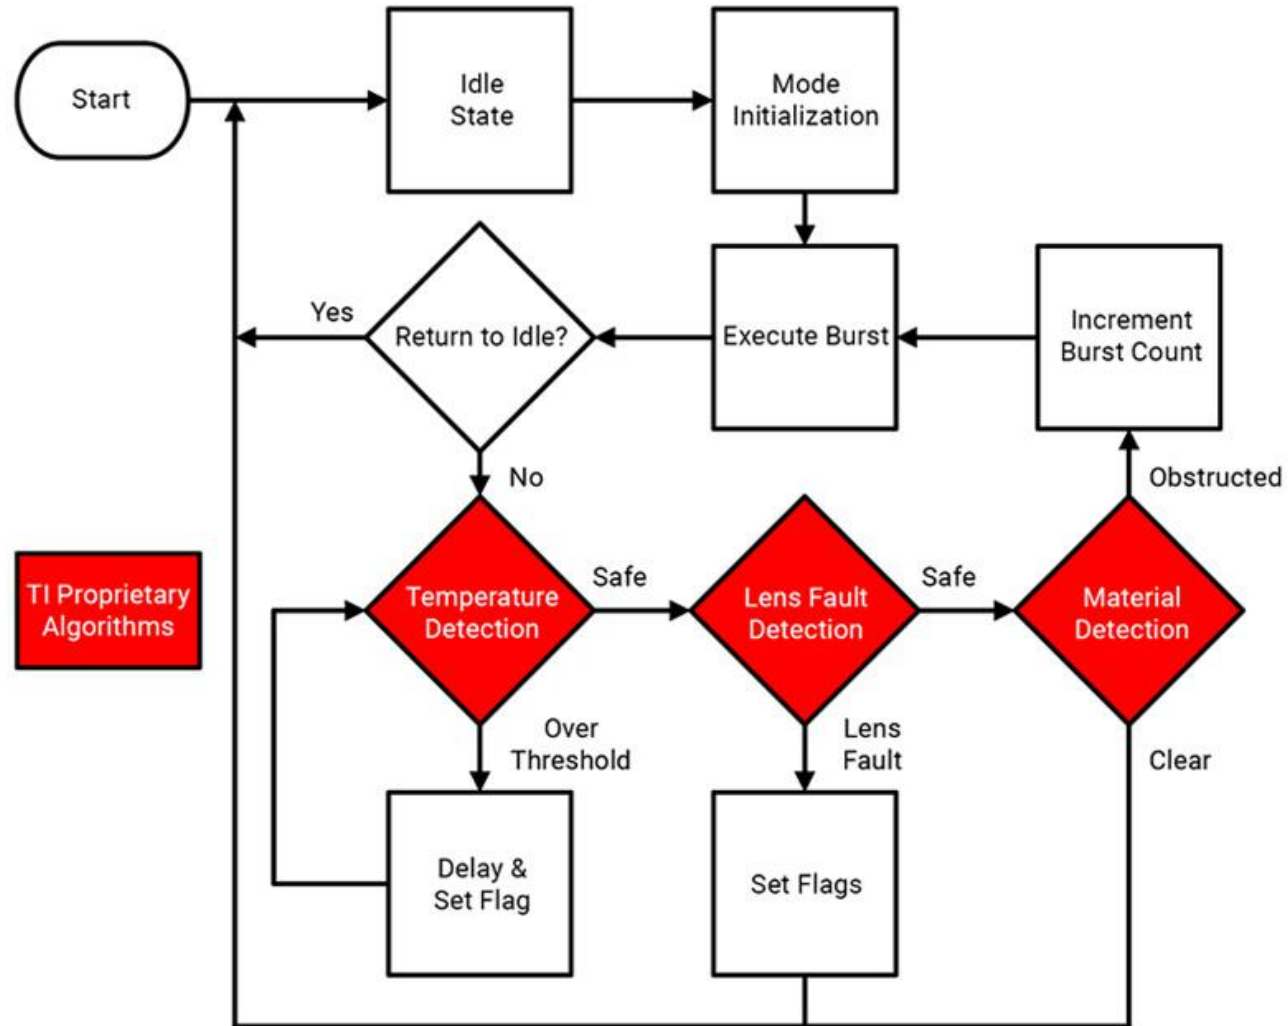 Start
Idle
State
Mode
Initialization
Yes
Return to Idle?
Execute Burst
Increment
Burst Count
No
Obstructed
TI Proprietary
Algorithms
Temperature
Detection
Safe
Lens Fault
Detection
Safe
Material
Detection
Over
Threshold
Lens
Fault
Clear
Delay &
Set Flag
Set Flags